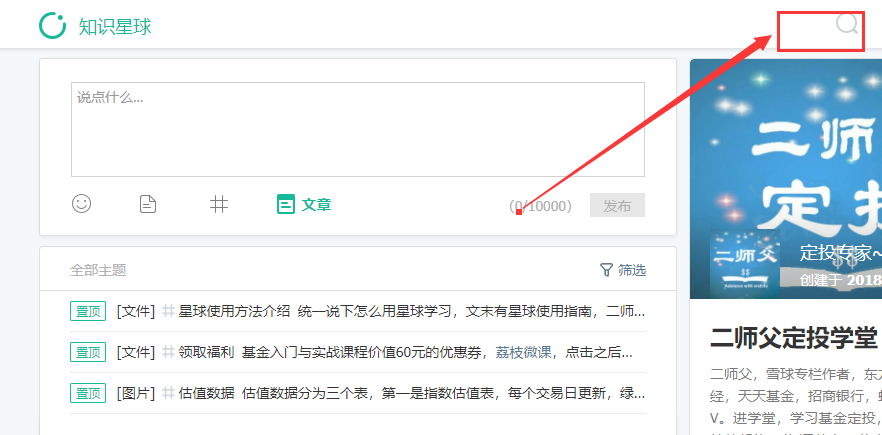 知识星球
说点什么...
文章
(0/10000)
发布
全部主题
筛选
置顶 [文件] 星球使用方法介绍 统一说下怎么用星球学习，文末有星球使用指南，二师...
置顶 [文件] 领取福利 基金入门与实战课程价值60元的优惠券，荔枝微课，点击之后...
置顶 [图片] 估值数据 估值数据分为三个表，第一是指数估值表，每个交易日更新，绿...
二师
定投
二师父
$$
定投专家~
创建于 2018
二师父定投学堂
二师父，雪球专栏作者，东
经，天天基金，招商银行，
V。进学堂，学习基金定投，